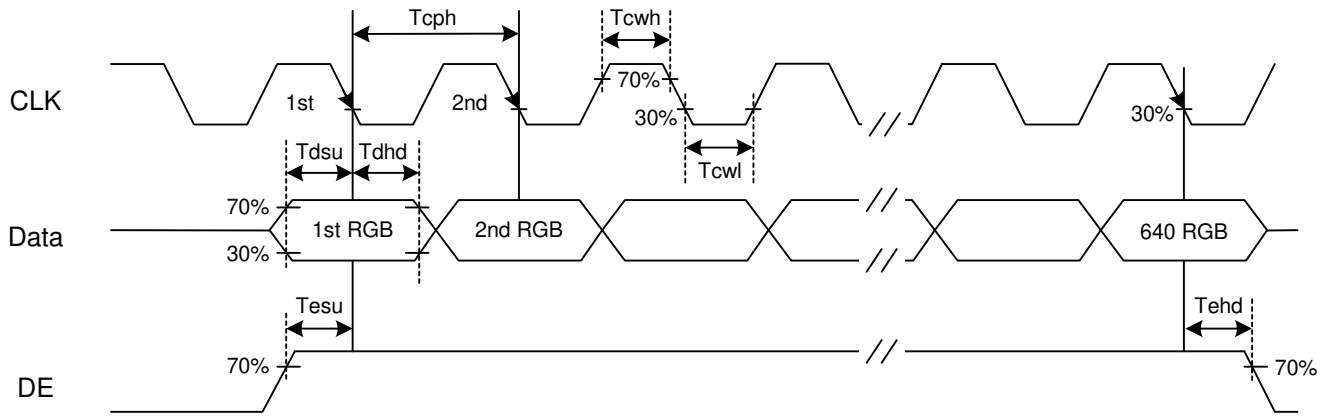 Tcph
Tcwh
CLK
1st
2nd
70%
30%
30%
Tcwl
Tdsu
Tdhd
70%
Data
1st RGB
2nd RGB
640 RGB
30%
Tesu
Tehd
70%
70%
DE